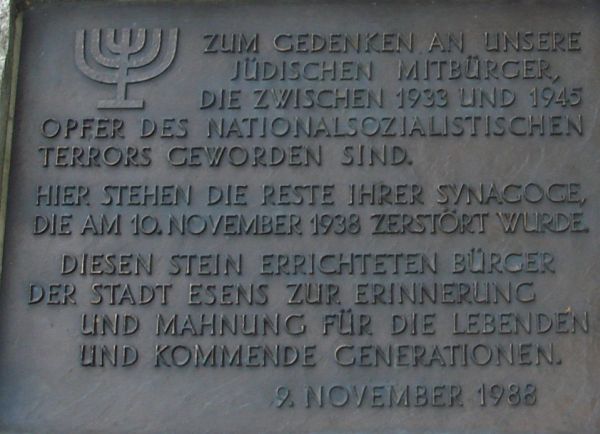 ZUM GEDENKEN AN UNSERE
JÜDISCHEN MITBÜRGER,
DIE ZWISCHEN 1933 UND 1945
OPFER DES NATIONALSOZIALISTISCHEN
TERRORS GEWORDEN SIND.
HIER STEHEN DIE RESTE IHRER SYNAGOGE,
DIE AM 10. NOVEMBER 1938 ZERSTÖRT WURDE.
DIESEN STEIN ERRICHTETEN BÜRGER
DER STADT ESENS ZUR ERINNERUNG
UND MAHNUNG FÜR DIE LEBENDEN
UND KOMMENDE GENERATIONEN.
9. NOVEMBER 1988